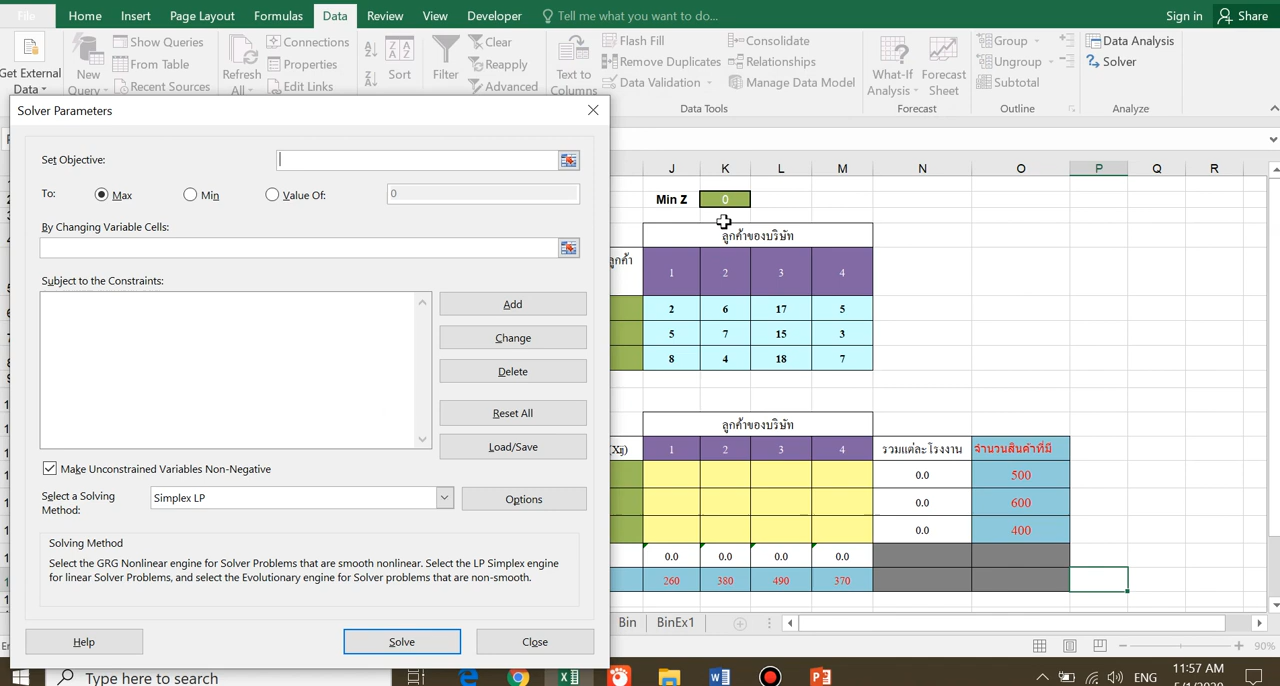 File Home Insert Page Layout Formulas Data Review View Developer Tell me what you want to do... Sign in Share
Get External Data
New Query
Show Queries
From Table
Recent Sources
Refresh All
Connections
Properties
Edit Links
Sort
Filter
Clear
Reapply
Advanced
Text to Columns
Flash Fill
Remove Duplicates
Data Validation
Consolidate
Relationships
Manage Data Model
Data Tools
What-If Analysis
Forecast Sheet
Forecast
Group
Ungroup
Subtotal
Outline
Data Analysis
Solver
Analyze
Solver Parameters
Set Objective:
To: Max Min Value Of: 0
By Changing Variable Cells:
Subject to the Constraints:
Add
Change
Delete
Reset All
Load/Save
Make Unconstrained Variables Non-Negative
Select a Solving
Method:
Simplex LP
Options
Solving Method
Select the GRG Nonlinear engine for Solver Problems that are smooth nonlinear. Select the LP Simplex engine
for linear Solver Problems, and select the Evolutionary engine for Solver problems that are non-smooth.
Help Solve Close
J K L M N O P Q R
Min Z 0
ลูกค้าของบริษัท
ลูกค้า
1 2 3 4
2 6 17 5
5 7 15 3
8 4 18 7
ลูกค้าของบริษัท
1 2 3 4 รวมแต่ละโรงงาน จำนวนสินค้าที่มี
0.0 500
0.0 600
0.0 400
0.0 0.0 0.0 0.0
260 380 490 370
Bin BinEx1
90%
Type here to search
ENG
11:57 AM